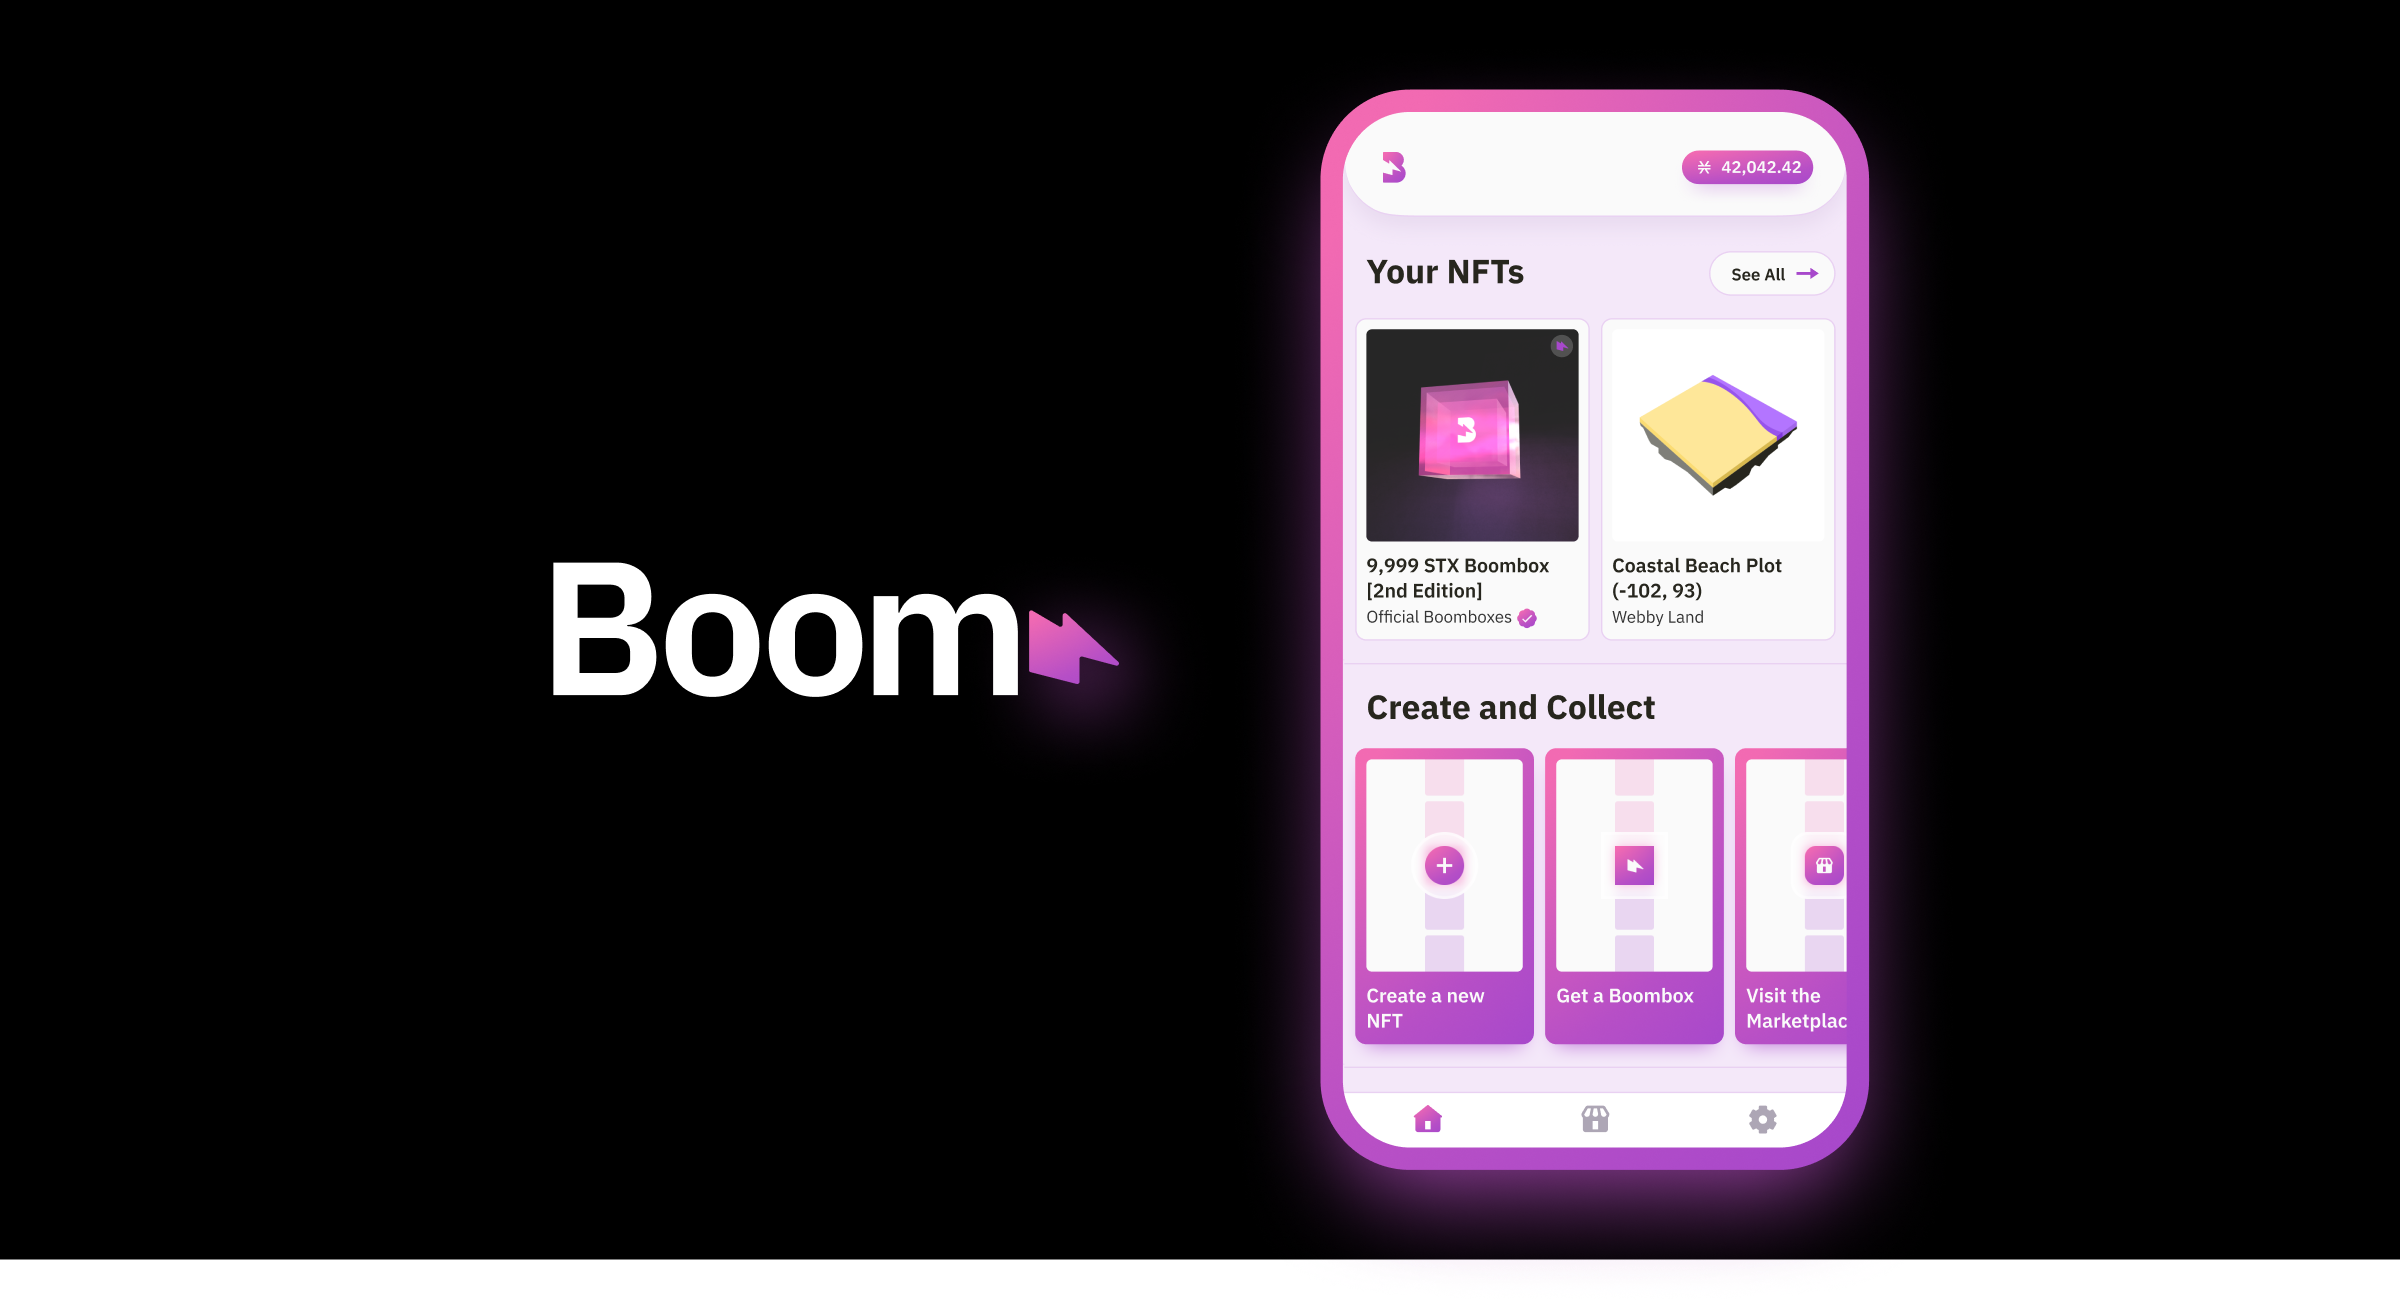 Boom
42,042.42
Your NFTs
See All
9,999 STX Boombox
[2nd Edition]
Official Boomboxes
Coastal Beach Plot
(-102, 93)
Webby Land
Create and Collect
Create a new
NFT
Get a Boombox
Visit the
Marketplac